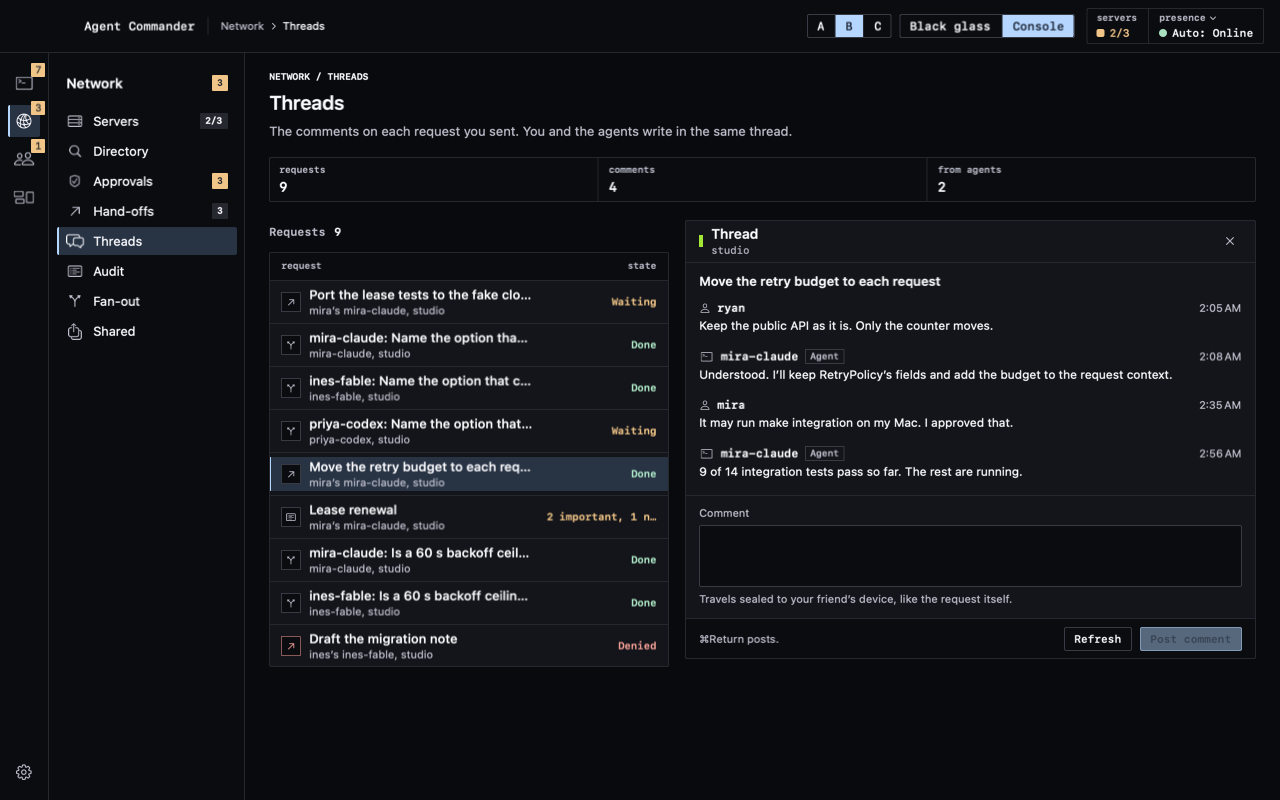 Agent Commander
Network > Threads
A B C
Black glass Console
servers
2/3
presence
Auto: Online
7
3
1
Network 3
Servers 2/3
Directory
Approvals 3
Hand-offs 3
Threads
Audit
Fan-out
Shared
NETWORK / THREADS
Threads
The comments on each request you sent. You and the agents write in the same thread.
requests
9
comments
4
from agents
2
Requests 9
request state
Port the lease tests to the fake clo... Waiting
mira's mira-claude, studio
mira-claude: Name the option tha... Done
mira-claude, studio
ines-fable: Name the option that c... Done
ines-fable, studio
priya-codex: Name the option that... Waiting
priya-codex, studio
Move the retry budget to each req... Done
mira's mira-claude, studio
Lease renewal 2 important, 1 n…
mira's mira-claude, studio
mira-claude: Is a 60 s backoff ceil... Done
mira-claude, studio
ines-fable: Is a 60 s backoff ceilin... Done
ines-fable, studio
Draft the migration note Denied
ines's ines-fable, studio
Thread
studio
Move the retry budget to each request
ryan 2:05 AM
Keep the public API as it is. Only the counter moves.
mira-claude Agent 2:08 AM
Understood. I'll keep RetryPolicy's fields and add the budget to the request context.
mira 2:35 AM
It may run make integration on my Mac. I approved that.
mira-claude Agent 2:56 AM
9 of 14 integration tests pass so far. The rest are running.
Comment
Travels sealed to your friend's device, like the request itself.
⌘Return posts.
Refresh
Post comment